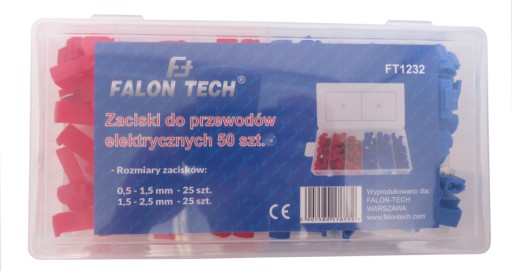 FALON TECH®
FT1232
Zaciski do przewodów
elektrycznych 50 szt.
- Rozmiary zacisków:
0,5 - 1,5 mm - 25 szt.
1,5 - 2,5 mm - 25 szt.
CE
Wyprodukowano dla:
FALON-TECH
WARSZAWA
www.falontech.com